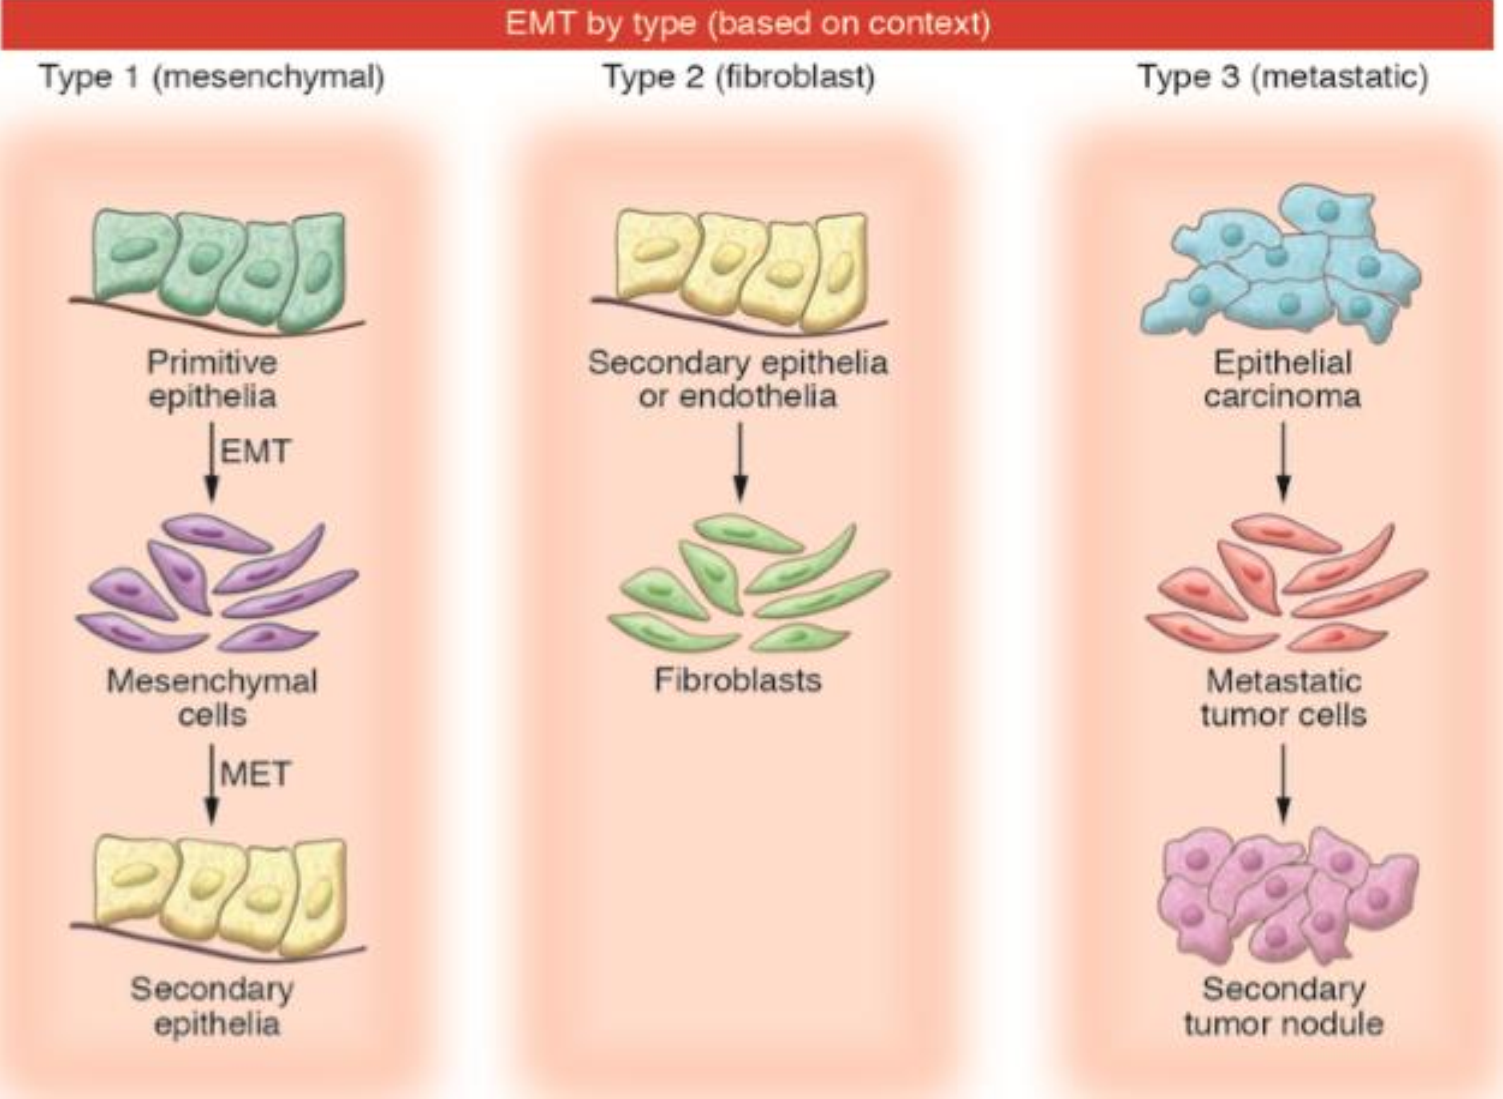 EMT by type (based on context)
Type 1 (mesenchymal)
Type 2 (fibroblast)
Type 3 (metastatic)
Primitive
epithelia
EMT
Mesenchymal
cells
MET
Secondary
epithelia
Secondary epithelia
or endothelia
Fibroblasts
Epithelial
carcinoma
Metastatic
tumor cells
Secondary
tumor nodule